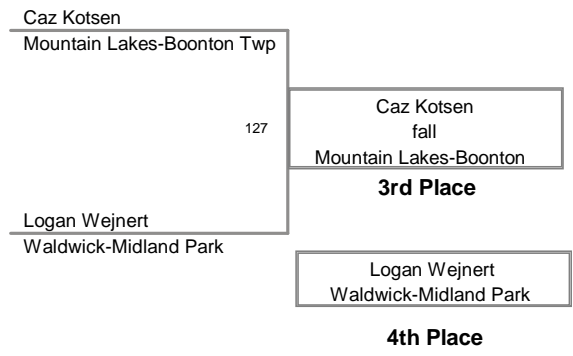 Caz Kotsen
Mountain Lakes-Boonton Twp
127
Caz Kotsen
fall
Mountain Lakes-Boonton
3rd Place
Logan Wejnert
Waldwick-Midland Park
Logan Wejnert
Waldwick-Midland Park
4th Place